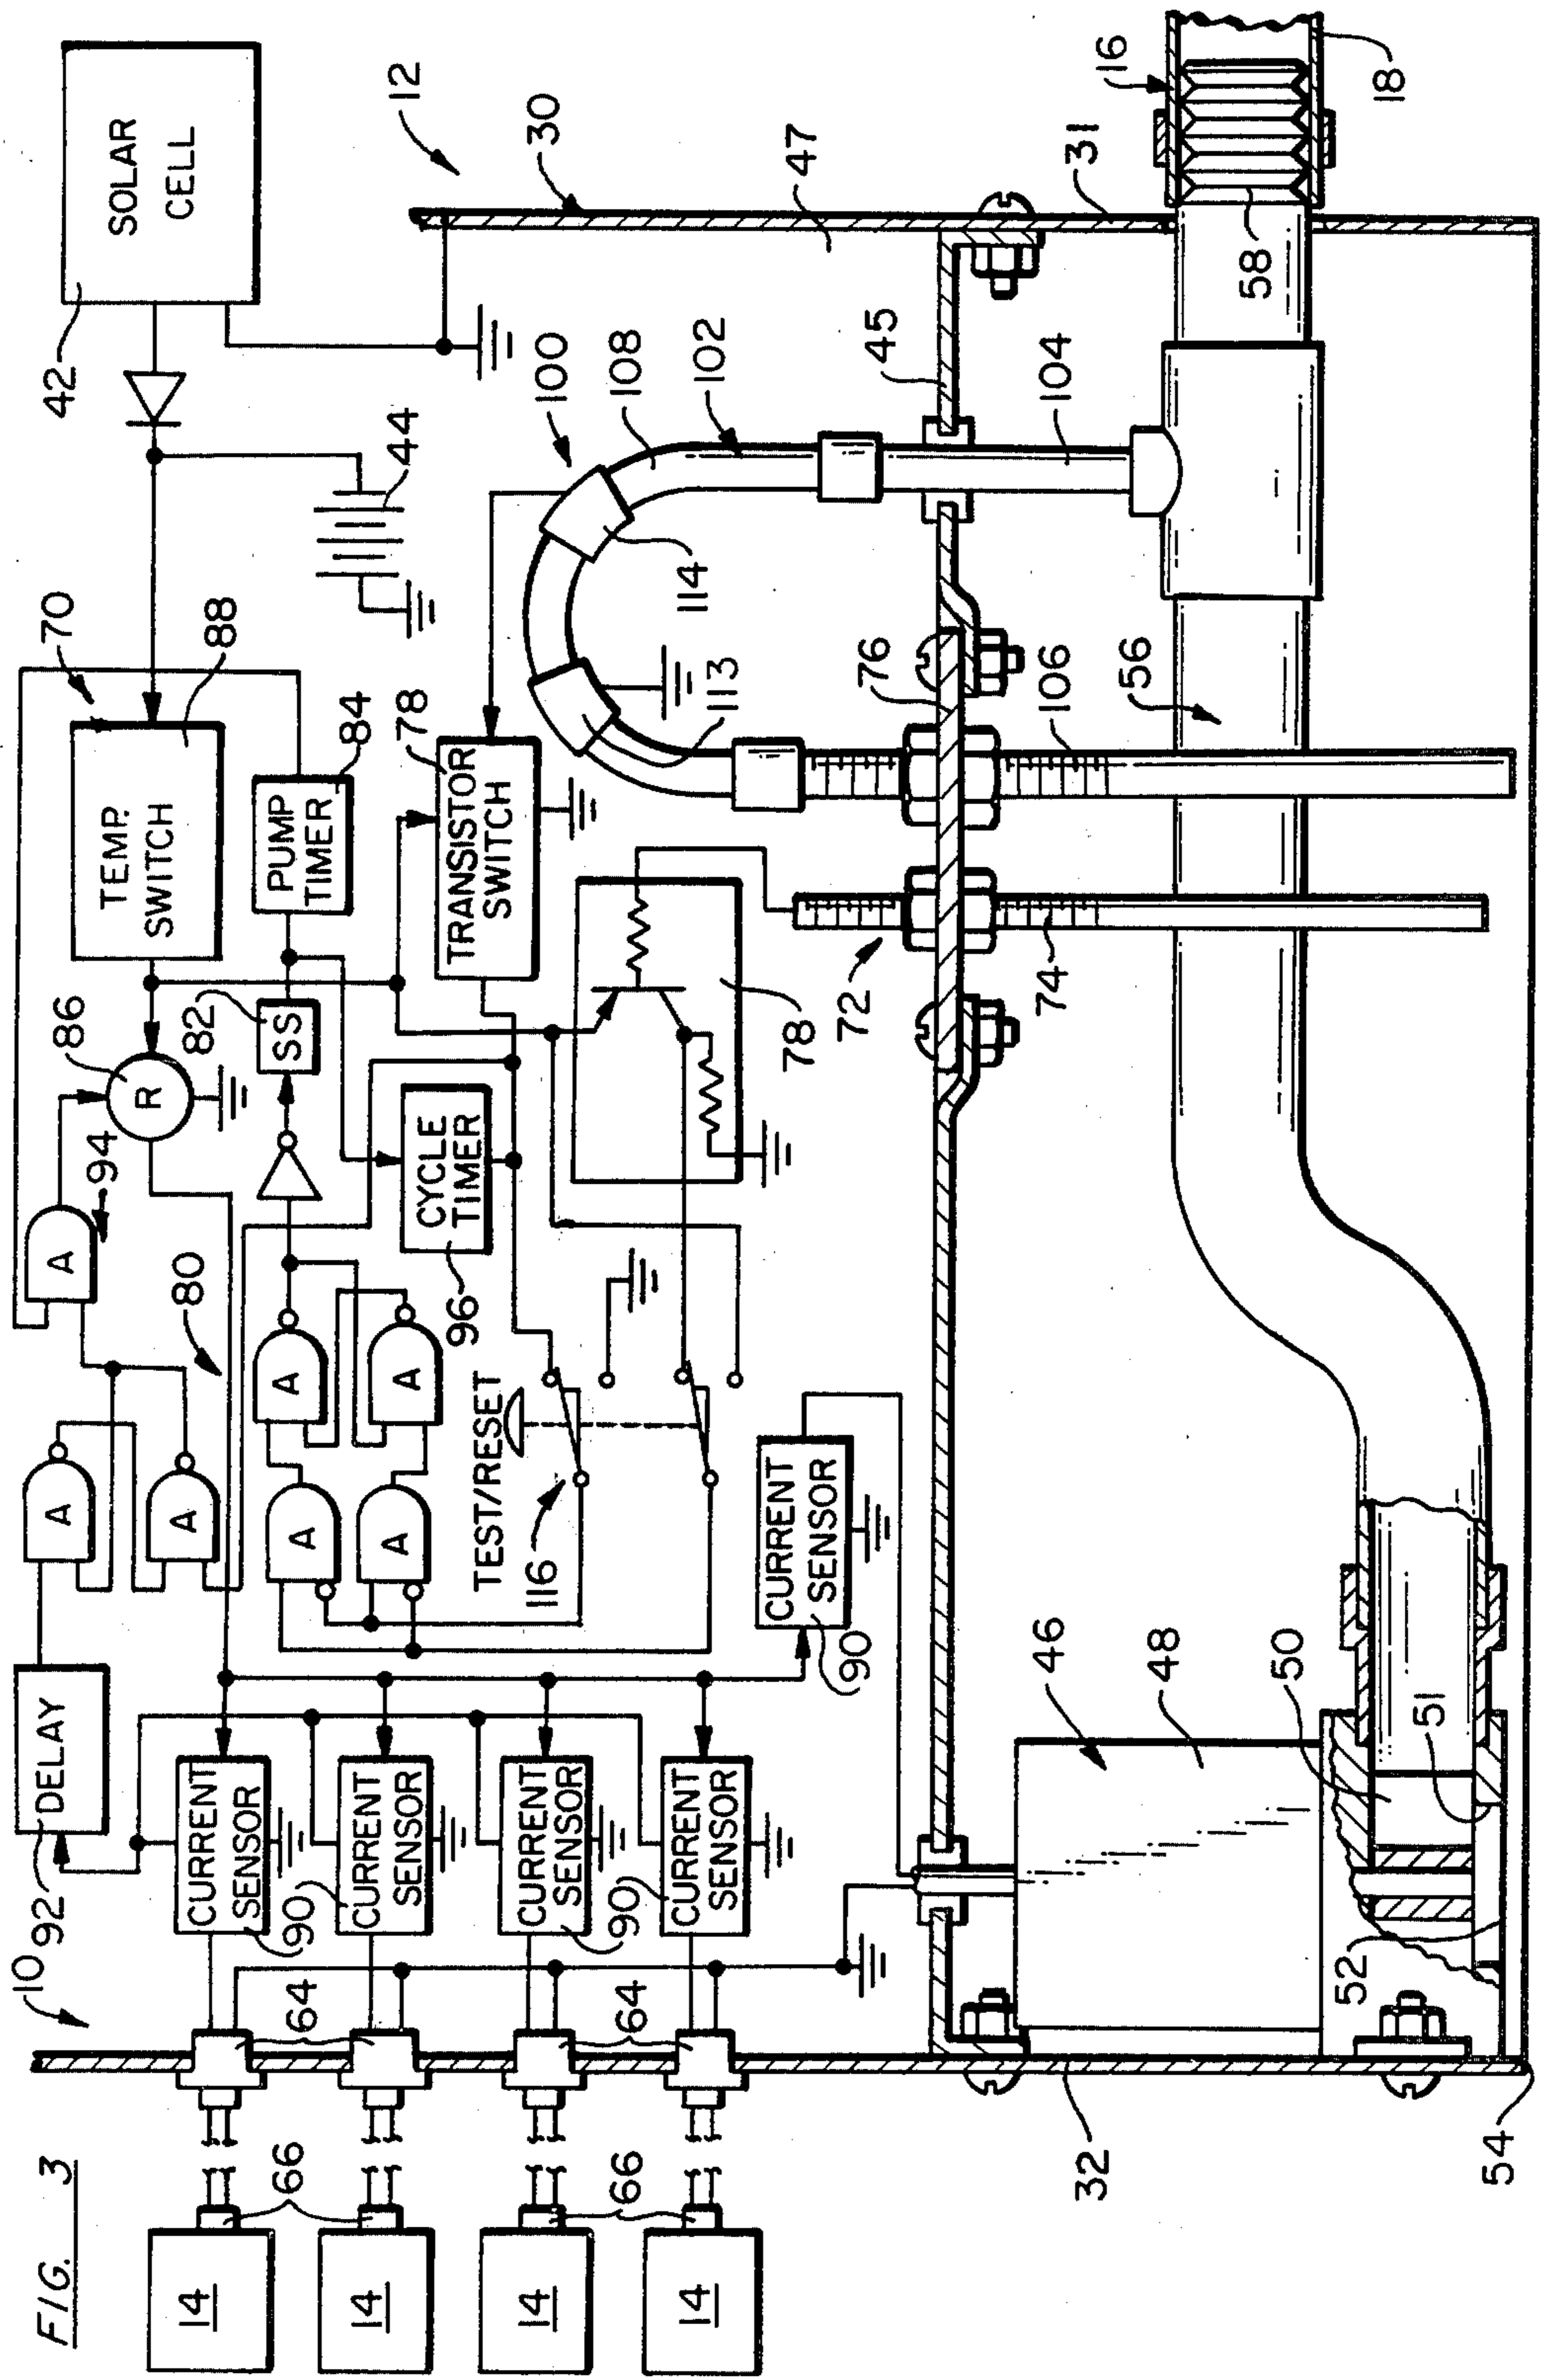 FIG. 3
10
12
SOLAR
CELL
42
44
70
TEMP.
SWITCH
88
PUMP
TIMER
84
SS
82
R
86
A
94
80
A
A
A
A
A
A
DELAY
92
CURRENT
SENSOR
90
CURRENT
SENSOR
CURRENT
SENSOR
90
CURRENT
SENSOR
CURRENT
SENSOR
90
64
64
66
66
14
14
14
14
CYCLE
TIMER
96
TRANSISTOR
SWITCH
78
78
TEST/RESET
116
100
108
102
114
113
104
106
72
74
76
45
47
30
31
16
18
58
56
46
48
50
51
52
54
32